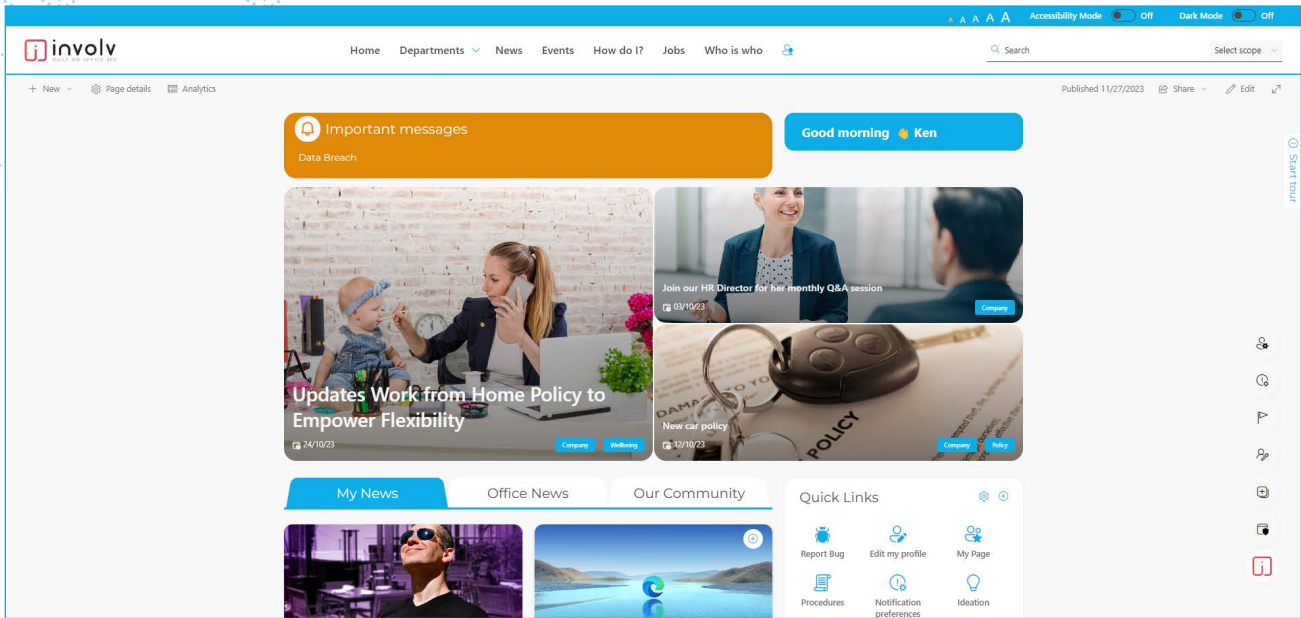 A A A A A Accessibility Mode Off Dark Mode Off
involv
BUILT ON OFFICE 365
Home Departments News Events How do I? Jobs Who is who
Search
Select scope
New Page details Analytics
Published 11/27/2023 Share Edit
Important messages
Data Breach
Good morning 👋 Ken
Start tour
Join our HR Director for her monthly Q&A session
03/10/23
Company
Updates Work from Home Policy to
Empower Flexibility
24/10/23
Company Wellbeing
POLICY
New car policy
12/10/23
Company Policy
My News Office News Our Community
Quick Links
Report Bug Edit my profile My Page
Procedures Notification preferences Ideation